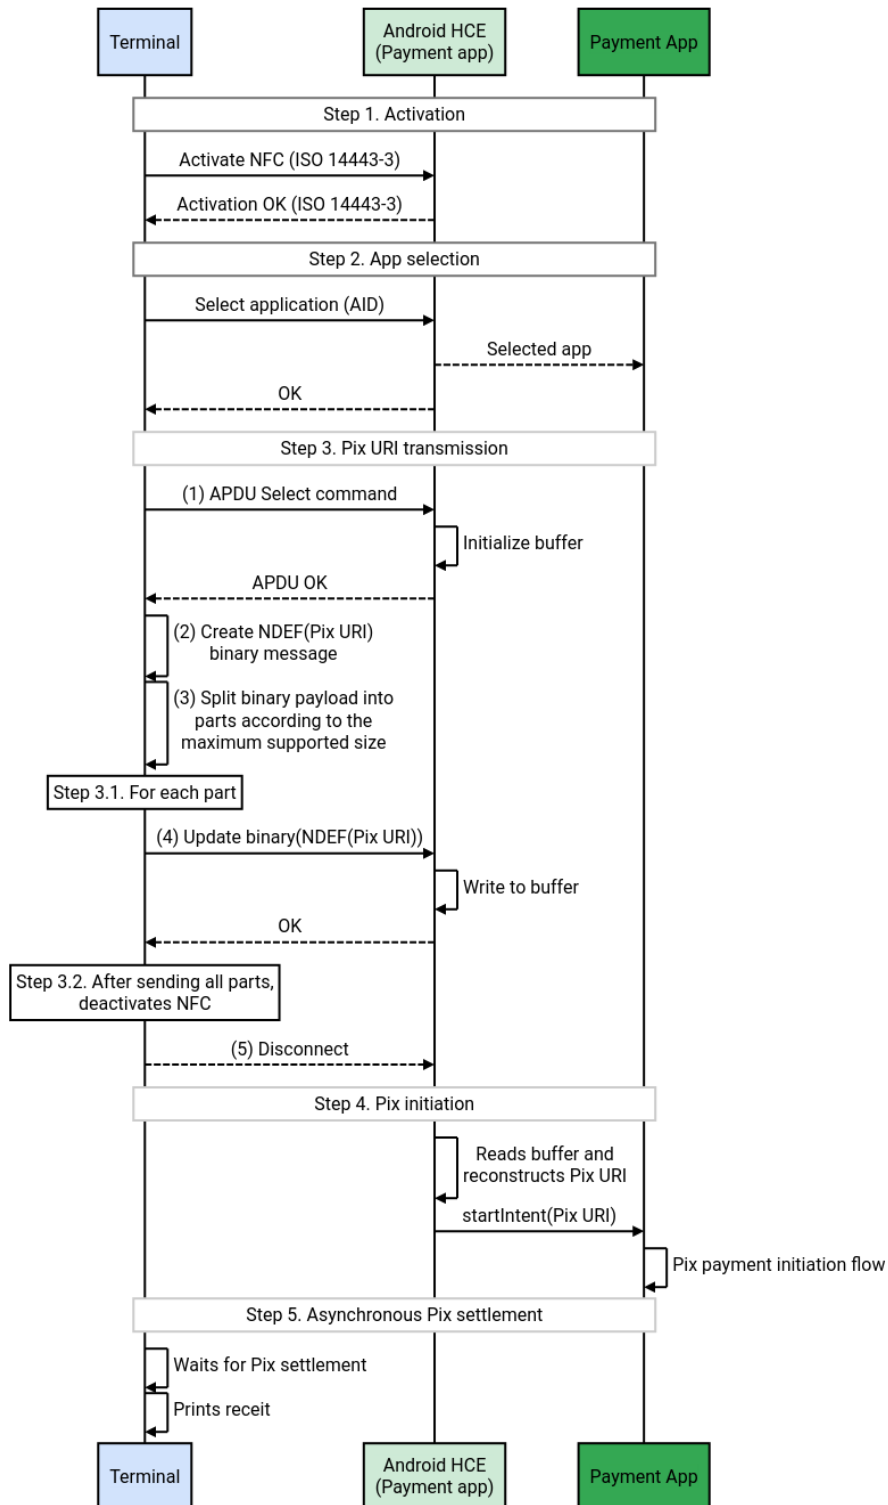 Terminal
Android HCE
(Payment app)
Payment App
Step 1. Activation
Activate NFC (ISO 14443-3)
Activation OK (ISO 14443-3)
Step 2. App selection
Select application (AID)
Selected app
OK
Step 3. Pix URI transmission
(1) APDU Select command
Initialize buffer
APDU OK
(2) Create NDEF(Pix URI)
binary message
(3) Split binary payload into
parts according to the
maximum supported size
Step 3.1. For each part
(4) Update binary(NDEF(Pix URI))
Write to buffer
OK
Step 3.2. After sending all parts,
deactivates NFC
(5) Disconnect
Step 4. Pix initiation
Reads buffer and
reconstructs Pix URI
startIntent(Pix URI)
Pix payment initiation flow
Step 5. Asynchronous Pix settlement
Waits for Pix settlement
Prints receit
Terminal
Android HCE
(Payment app)
Payment App